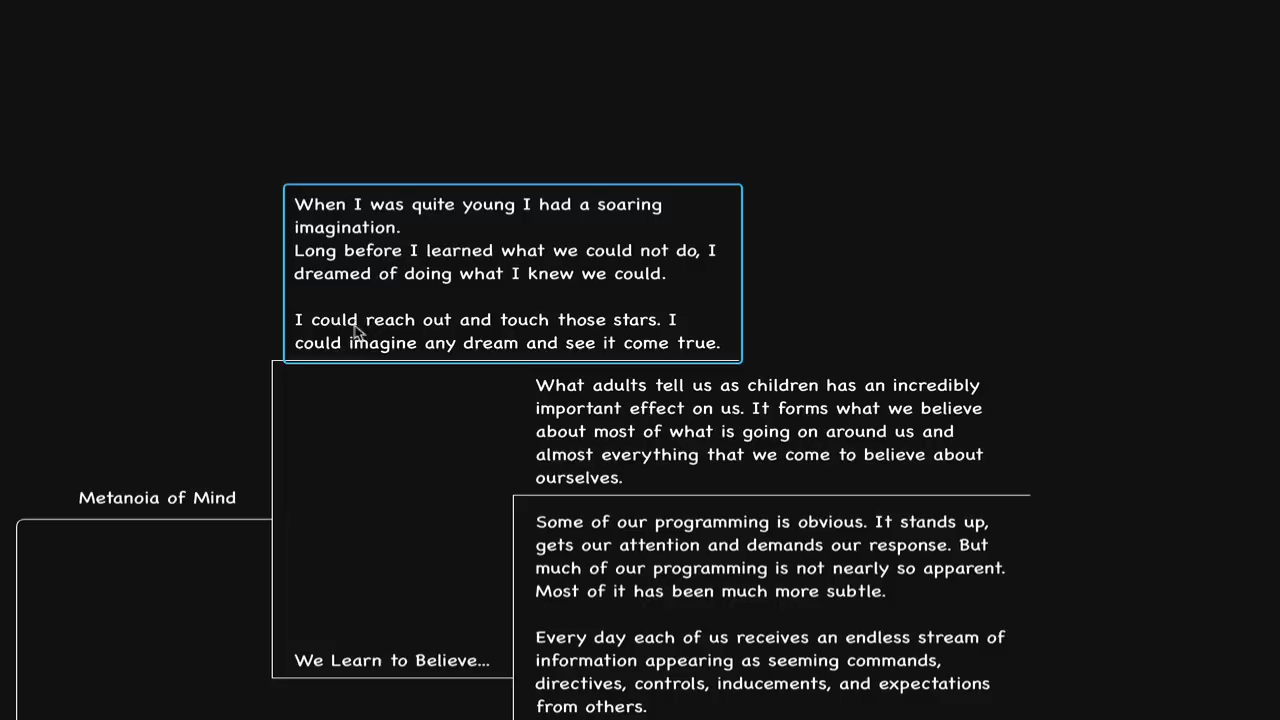 When I was quite young I had a soaring
imagination.
Long before I learned what we could not do, I
dreamed of doing what I knew we could.
I could reach out and touch those stars. I
could imagine any dream and see it come true.
What adults tell us as children has an incredibly
important effect on us. It forms what we believe
about most of what is going on around us and
almost everything that we come to believe about
ourselves.
Metanoia of Mind
Some of our programming is obvious. It stands up,
gets our attention and demands our response. But
much of our programming is not nearly so apparent.
Most of it has been much more subtle.
Every day each of us receives an endless stream of
information appearing as seeming commands,
directives, controls, inducements, and expectations
from others.
We Learn to Believe...